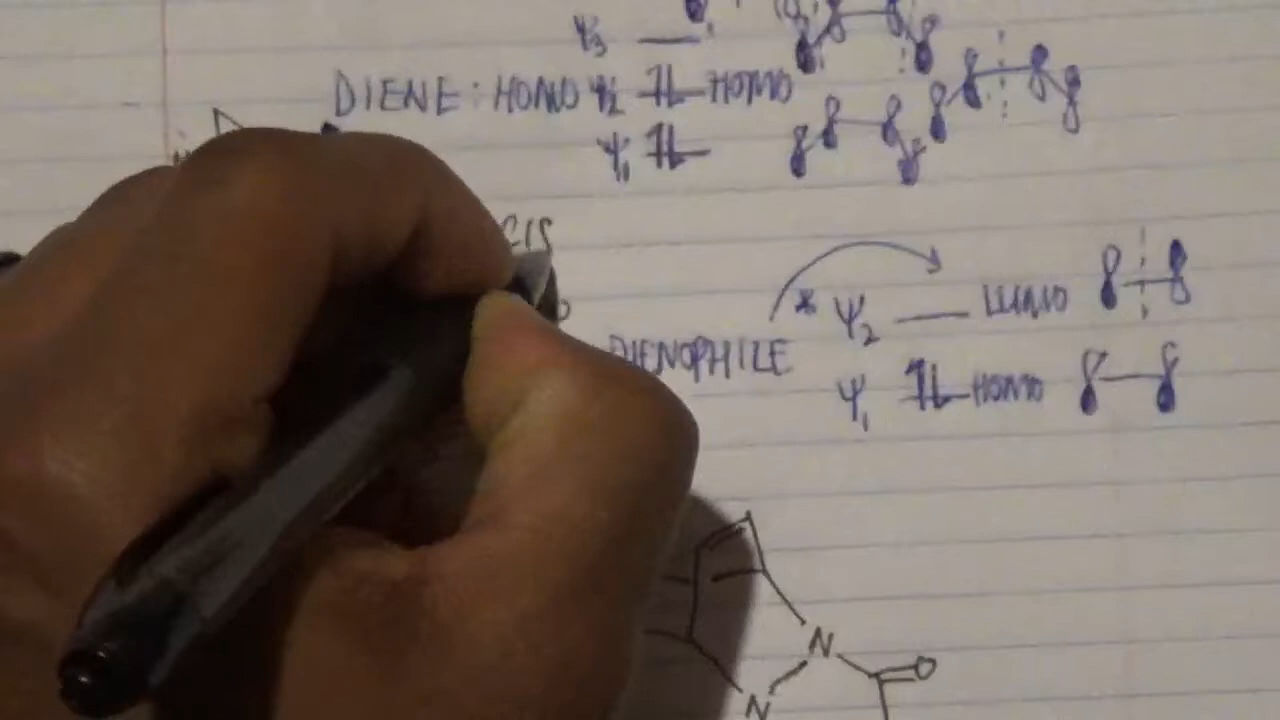 Ψ3
DIENE: HOMO Ψ2 HOMO
Ψ1
CIS
* Ψ2 LUMO
DIENOPHILE
Ψ1 HOMO
N
O
N